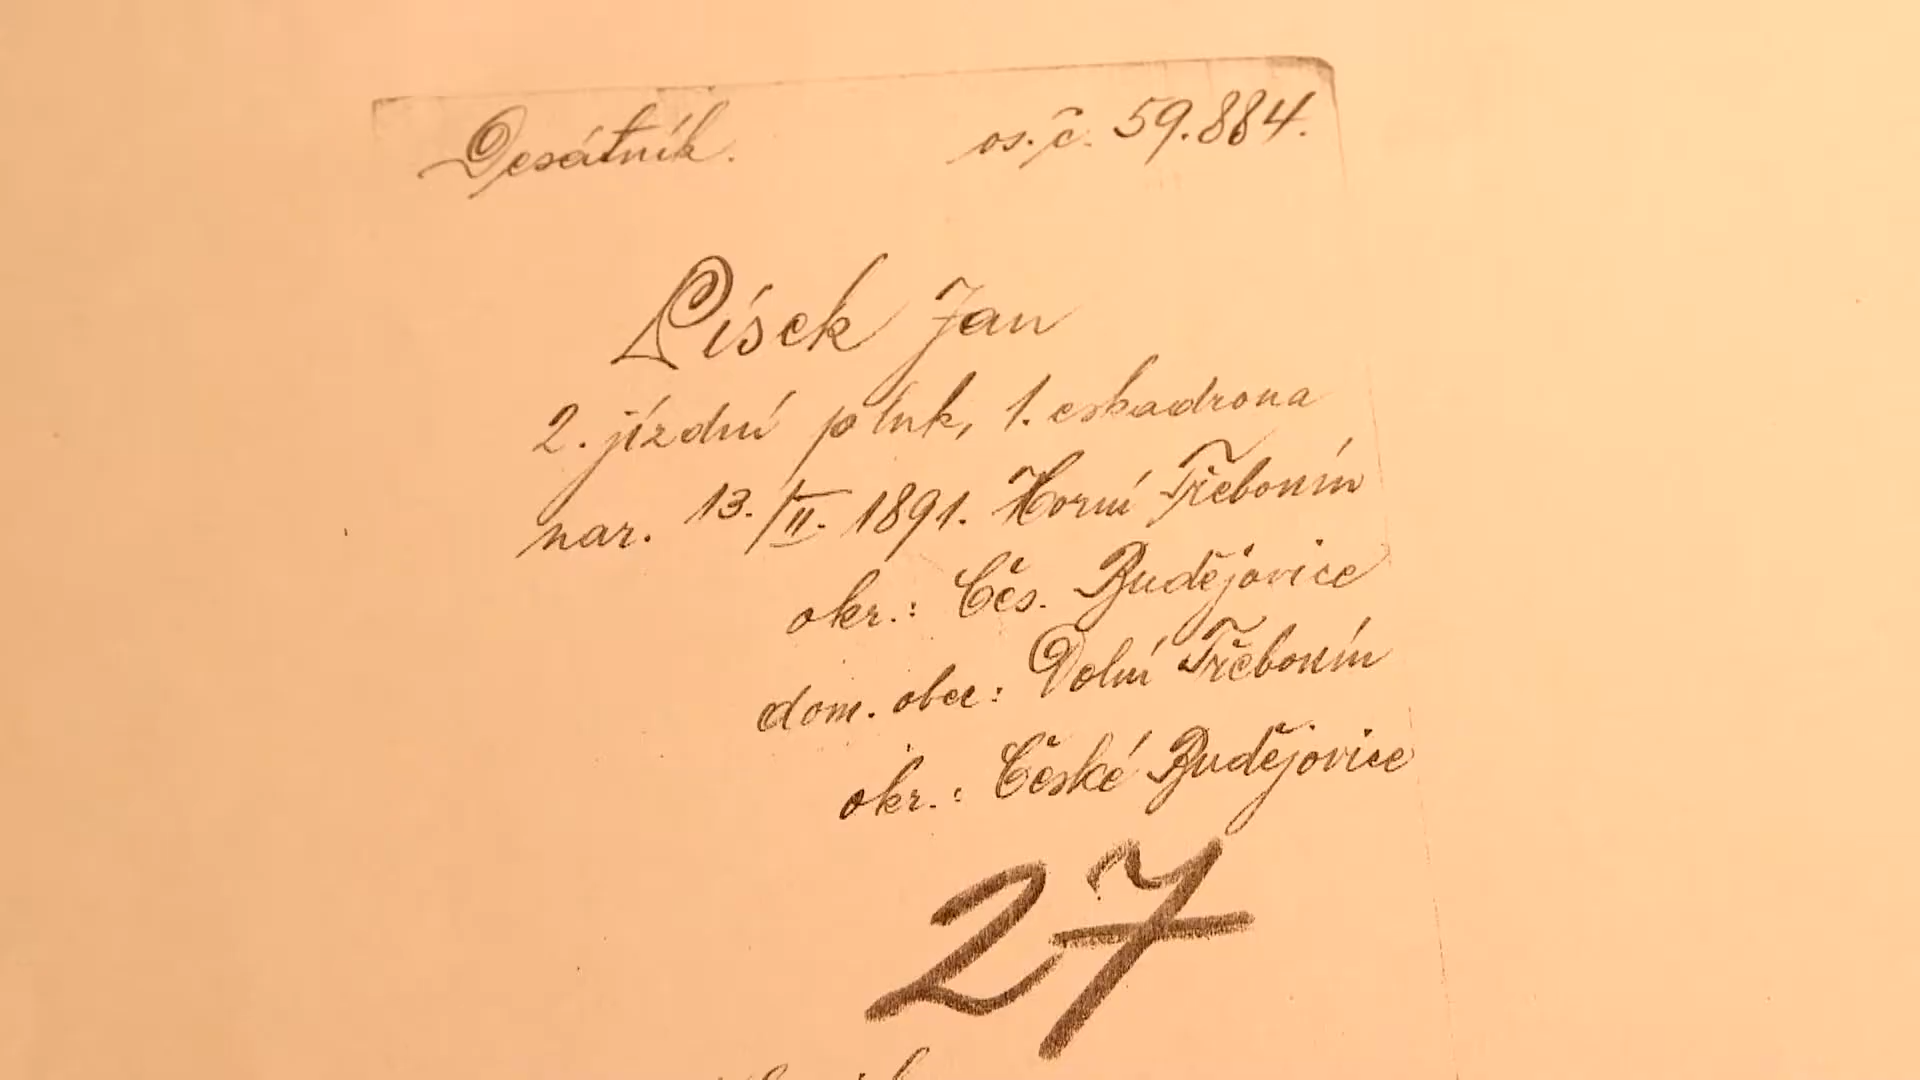 Desátník. os. č. 59.884.
Písek Jan
2. jízdní pluk, 1. eskadrona
nar. 13./II. 1891. Horní Třebonín
okr.: Čes. Budějovice
dom. obec: Dolní Třebonín
okr.: České Budějovice
27